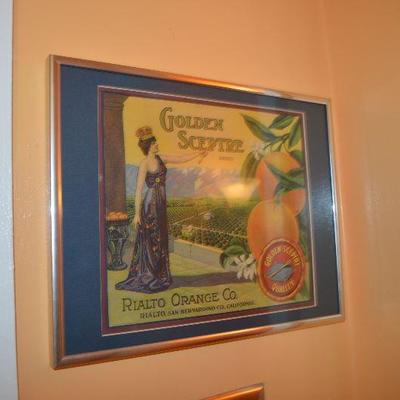 GOLDEN
SCEPTRE
BRAND
GOLDEN SCEPTRE
QUALITY
RIALTO ORANGE CO.
RIALTO, SAN BERNARDINO CO., CALIFORNIA.